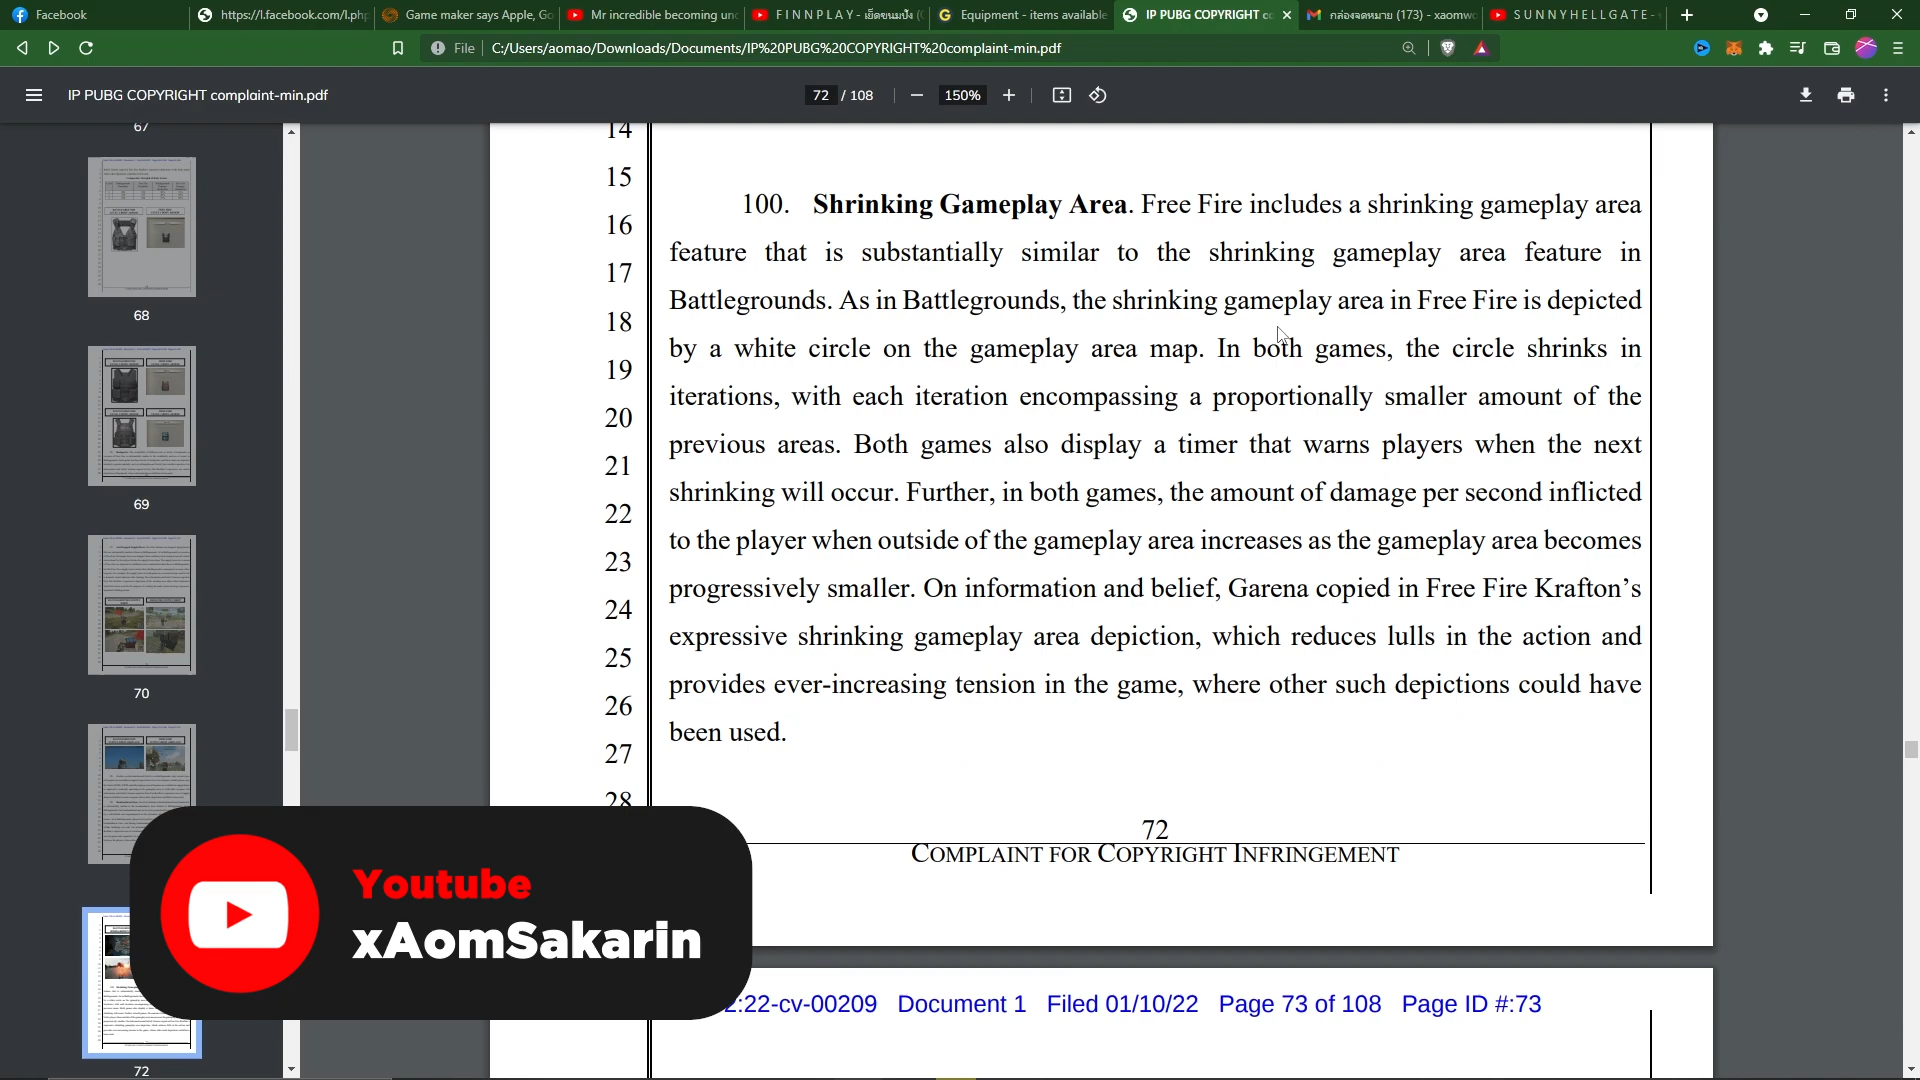 Facebook
https://l.facebook.com/l.php
Game maker says Apple, Go
Mr incredible becoming un
F I N N P L A Y -
Equipment - items available
IP PUBG COPYRIGHT co
กล่องจดหมาย (173) - xaomwo
S U N N Y H E L L G A T E -
File
C:/Users/aomao/Downloads/Documents/IP%20PUBG%20COPYRIGHT%20complaint-min.pdf
IP PUBG COPYRIGHT complaint-min.pdf
72 / 108
150%
67
68
69
70
72
14
15
16
17
18
19
20
21
22
23
24
25
26
27
28
100. Shrinking Gameplay Area. Free Fire includes a shrinking gameplay area
feature that is substantially similar to the shrinking gameplay area feature in
Battlegrounds. As in Battlegrounds, the shrinking gameplay area in Free Fire is depicted
by a white circle on the gameplay area map. In both games, the circle shrinks in
iterations, with each iteration encompassing a proportionally smaller amount of the
previous areas. Both games also display a timer that warns players when the next
shrinking will occur. Further, in both games, the amount of damage per second inflicted
to the player when outside of the gameplay area increases as the gameplay area becomes
progressively smaller. On information and belief, Garena copied in Free Fire Krafton’s
expressive shrinking gameplay area depiction, which reduces lulls in the action and
provides ever-increasing tension in the game, where other such depictions could have
been used.
72
COMPLAINT FOR COPYRIGHT INFRINGEMENT
Youtube
xAomSakarin
2:22-cv-00209 Document 1 Filed 01/10/22 Page 73 of 108 Page ID #:73